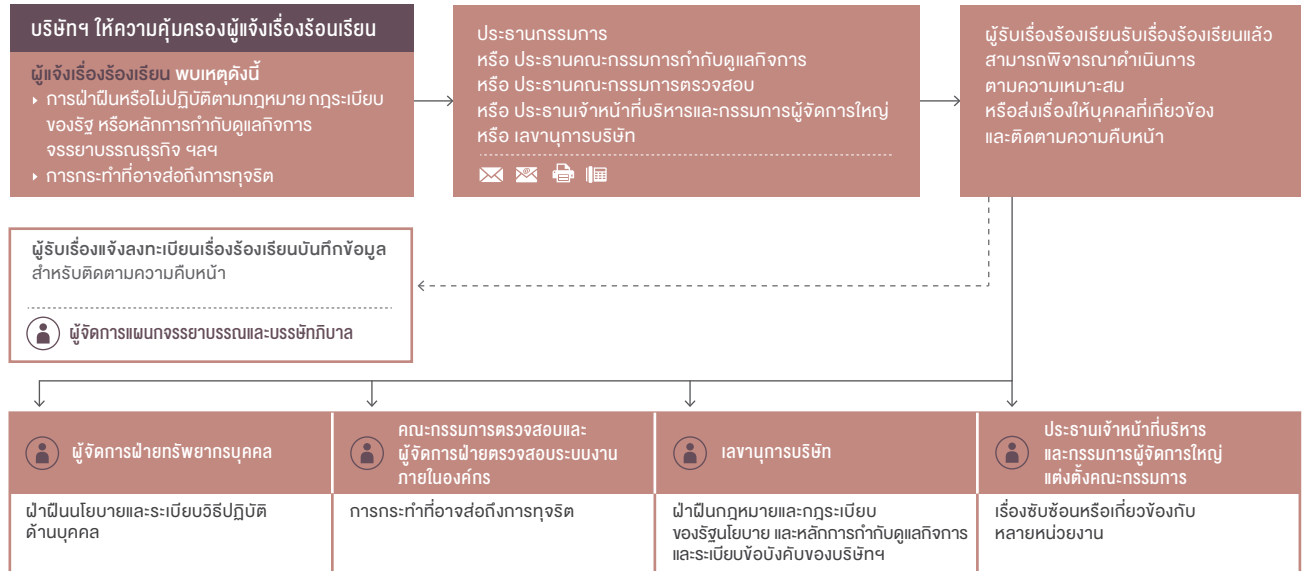 บริษัทฯ ให้ความคุ้มครองผู้แจ้งเรื่องร้อนเรียน
ผู้แจ้งเรื่องร้องเรียน พบเหตุดังนี้
การฝ่าฝืนหรือไม่ปฏิบัติตามกฎหมาย กฎระเบียบ
ของรัฐ หรือหลักการกำกับดูแลกิจการ
จรรยาบรรณธุรกิจ ฯลฯ
การกระทำที่อาจส่อถึงการทุจริต
ประธานกรรมการ
หรือ ประธานคณะกรรมการกำกับดูแลกิจการ
หรือ ประธานคณะกรรมการตรวจสอบ
หรือ ประธานเจ้าหน้าที่บริหารและกรรมการผู้จัดการใหญ่
หรือ เลขานุการบริษัท
ผู้รับเรื่องร้องเรียนรับเรื่องร้องเรียนแล้ว
สามารถพิจารณาดำเนินการ
ตามความเหมาะสม
หรือส่งเรื่องให้บุคคลที่เกี่ยวข้อง
และติดตามความคืบหน้า
ผู้รับเรื่องแจ้งลงทะเบียนเรื่องร้องเรียนบันทึกข้อมูล
สำหรับติดตามความคืบหน้า
ผู้จัดการแผนกจรรยาบรรณและบรรษัทภิบาล
ผู้จัดการฝ่ายทรัพยากรบุคคล
ฝ่าฝืนนโยบายและระเบียบวิธีปฏิบัติ
ด้านบุคคล
คณะกรรมการตรวจสอบและ
ผู้จัดการฝ่ายตรวจสอบระบบงาน
ภายในองค์กร
การกระทำที่อาจส่อถึงการทุจริต
เลขานุการบริษัท
ฝ่าฝืนกฎหมายและกฎระเบียบ
ของรัฐนโยบาย และหลักการกำกับดูแลกิจการ
และระเบียบข้อบังคับของบริษัทฯ
ประธานเจ้าหน้าที่บริหาร
และกรรมการผู้จัดการใหญ่
แต่งตั้งคณะกรรมการ
เรื่องซับซ้อนหรือเกี่ยวข้องกับ
หลายหน่วยงาน